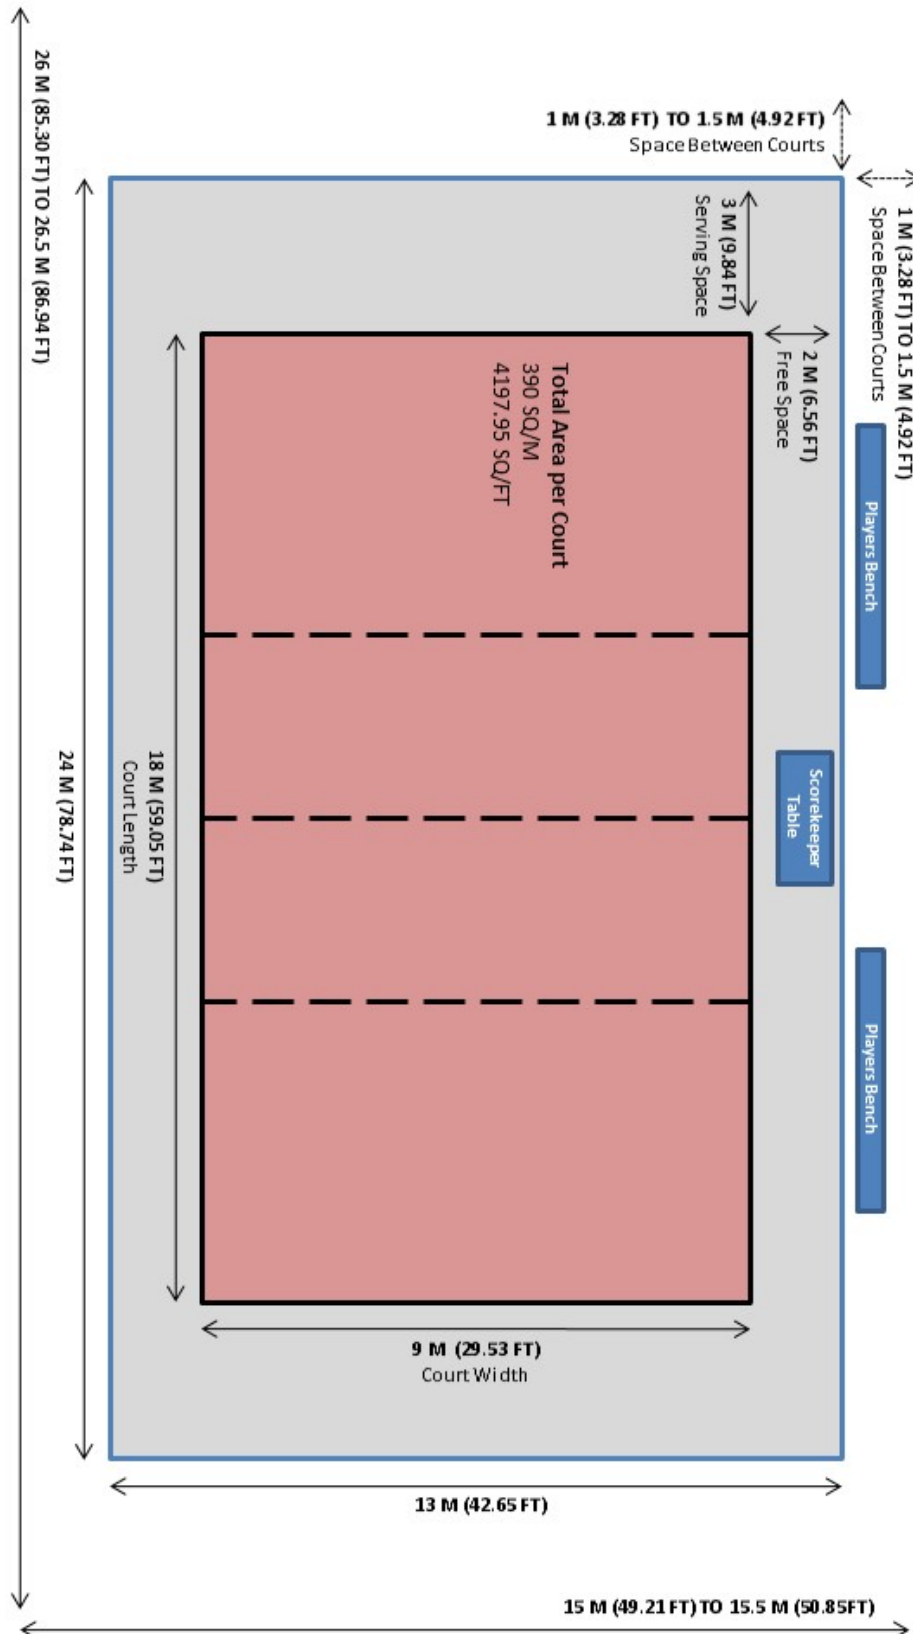 26 M (85.30 FT) TO 26.5 M (86.94 FT)
1 M (3.28 FT) TO 1.5 M (4.92 FT)
Space Between Courts
1 M (3.28 FT) TO 1.5 M (4.92 FT)
Space Between Courts
3 M (9.84 FT)
Serving Space
2 M (6.56 FT)
Free Space
Total Area per Court
390 SQ/M
4197.95 SQ/FT
Players Bench
Scorekeeper
Table
Players Bench
18 M (59.05 FT)
Court Length
24 M (78.74 FT)
9 M (29.53 FT)
Court Width
13 M (42.65 FT)
15 M (49.21 FT) TO 15.5 M (50.85FT)